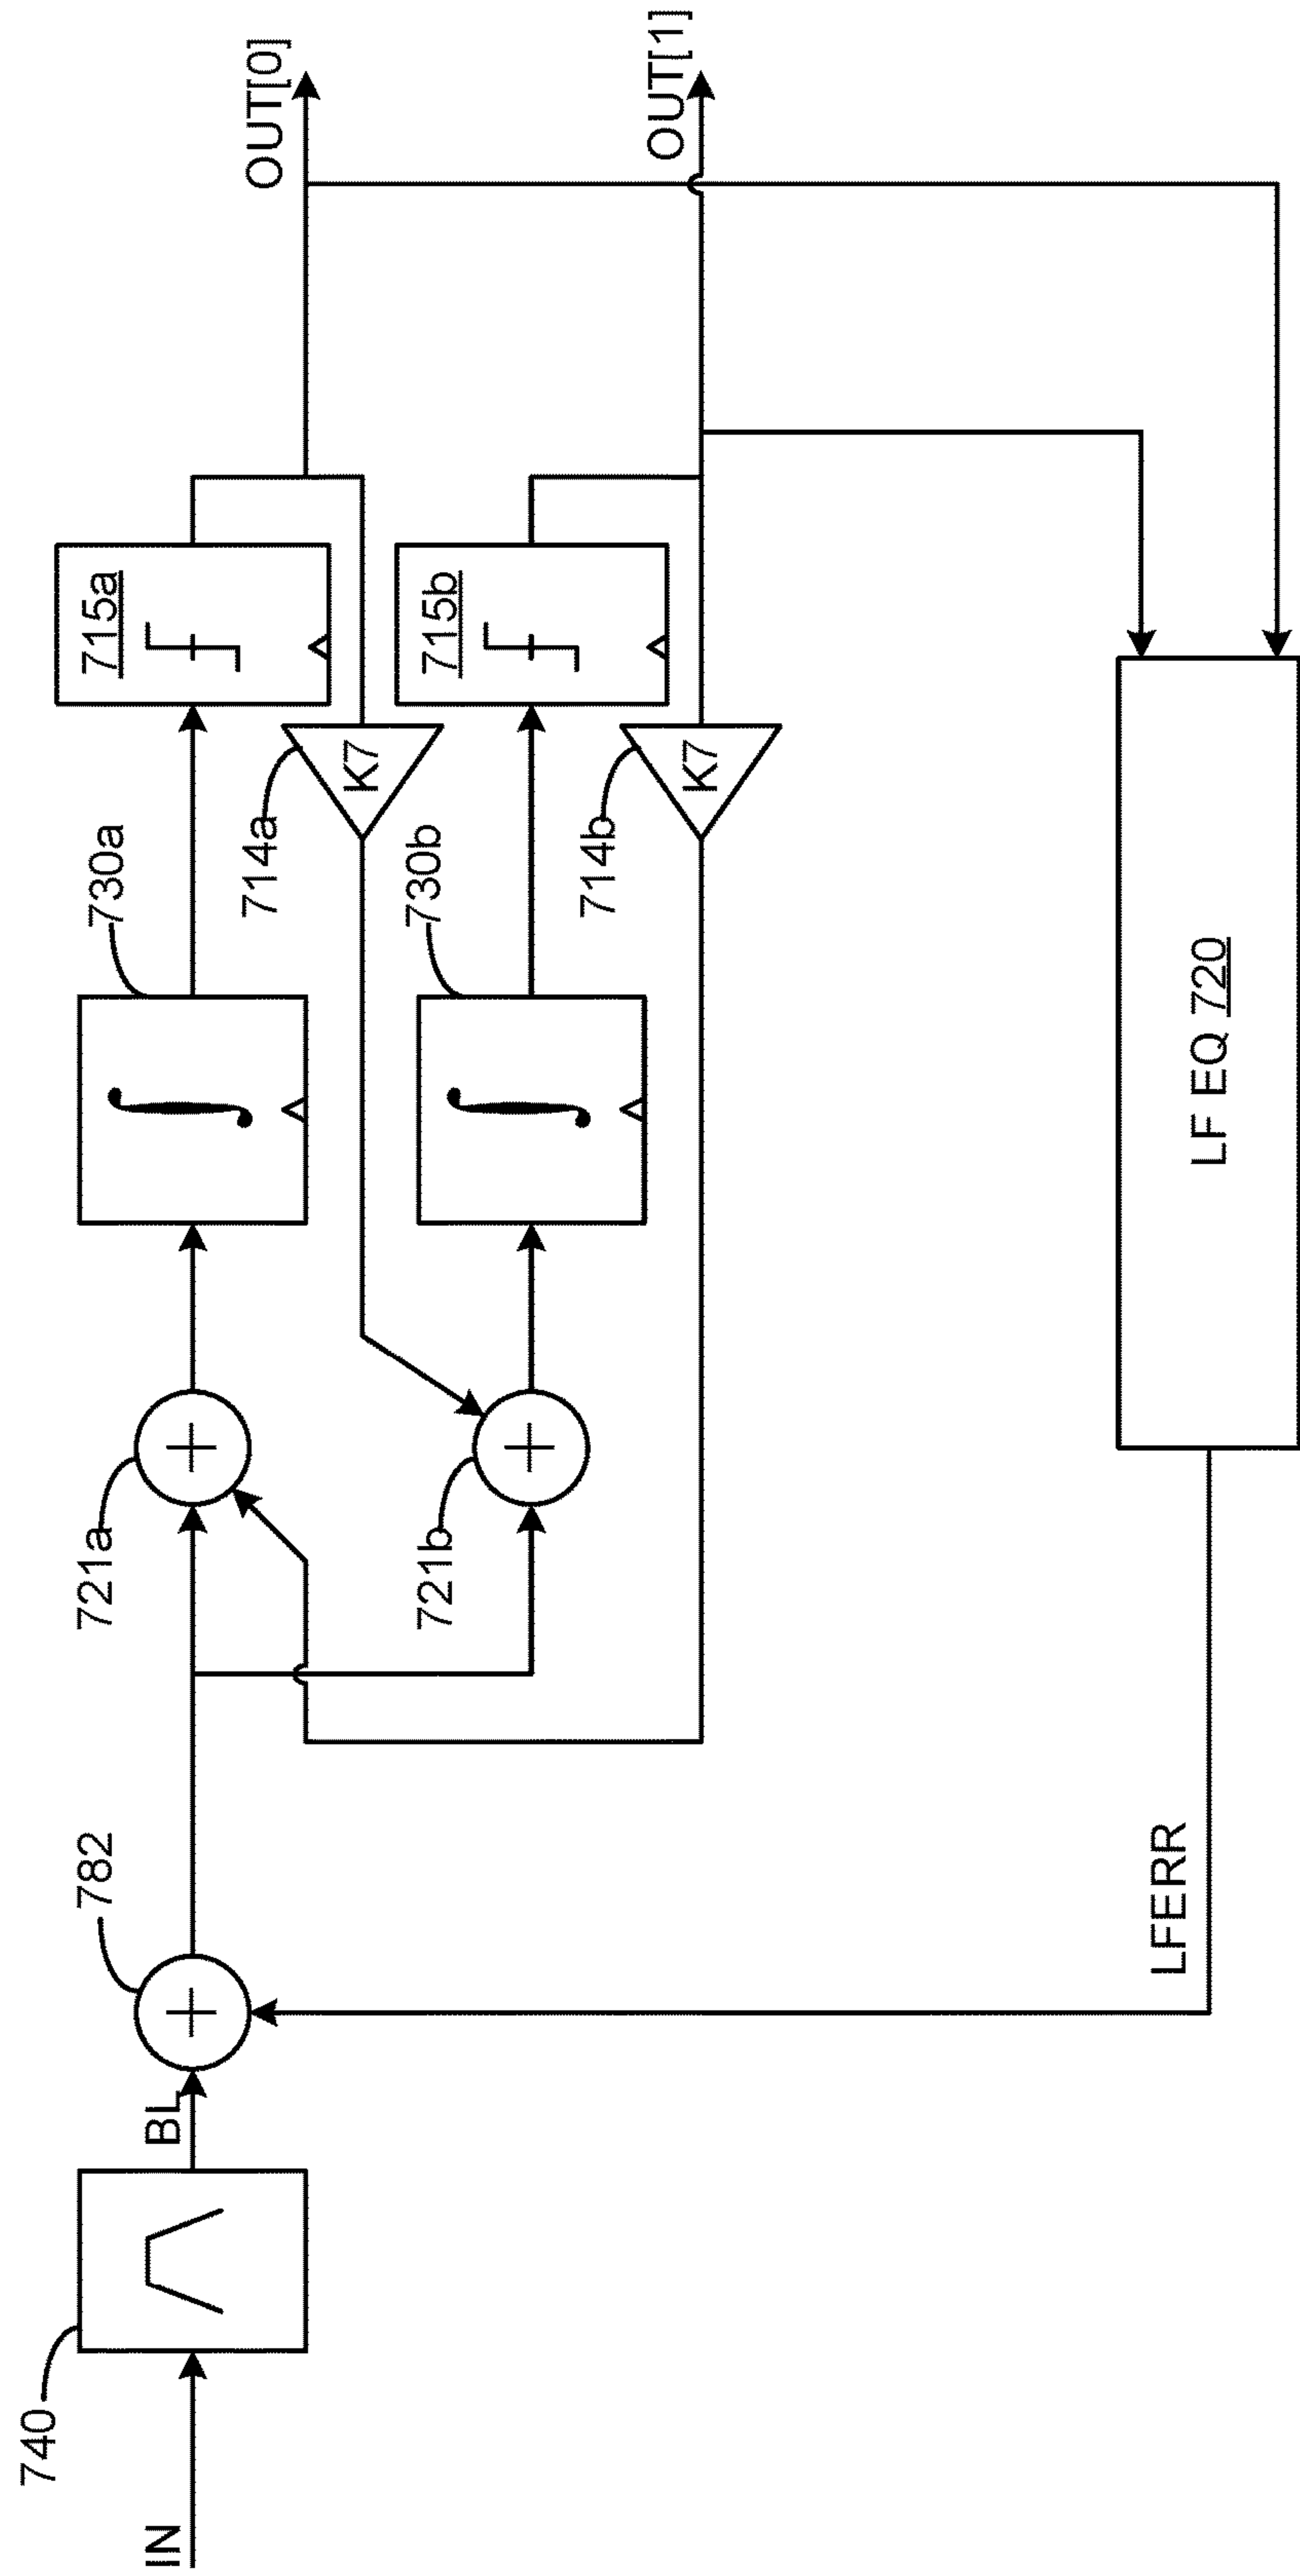 IN
740
BL
782
LFERR
721a
721b
730a
730b
714a
K7
714b
K7
715a
715b
OUT[0]
OUT[1]
LF EQ 720